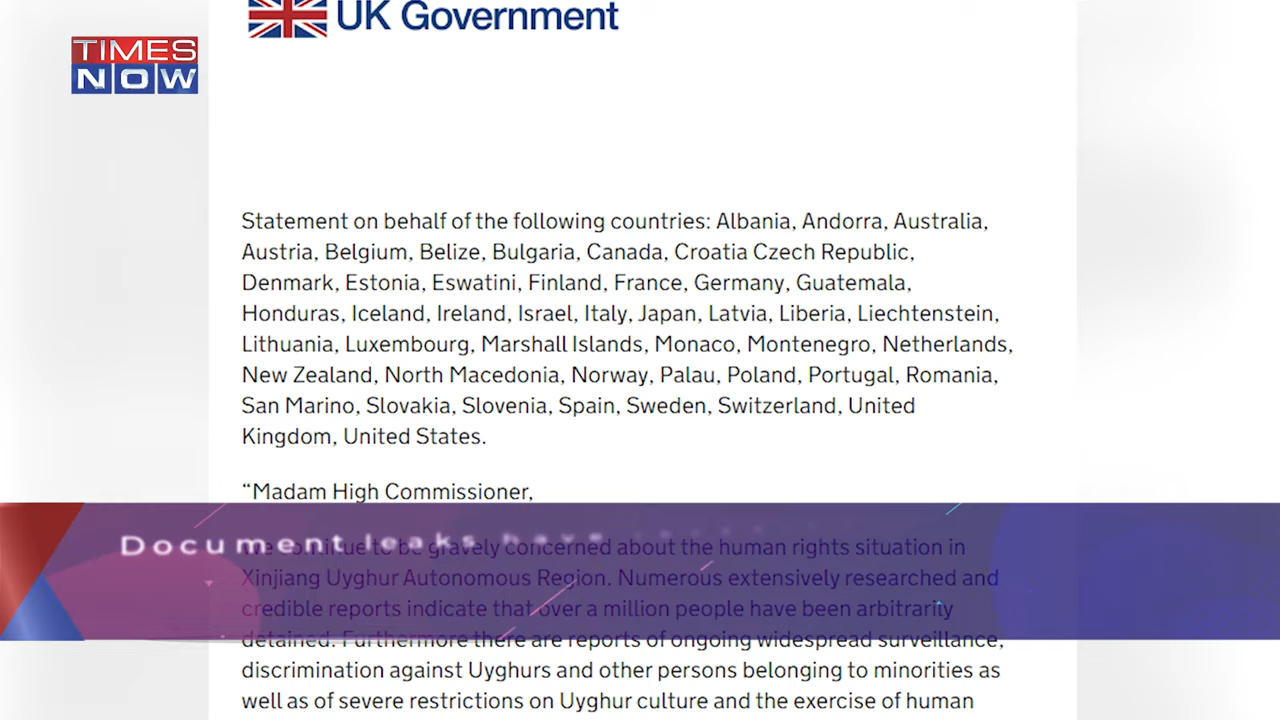 UK Government
TIMES
NOW
Statement on behalf of the following countries: Albania, Andorra, Australia,
Austria, Belgium, Belize, Bulgaria, Canada, Croatia Czech Republic,
Denmark, Estonia, Eswatini, Finland, France, Germany, Guatemala,
Honduras, Iceland, Ireland, Israel, Italy, Japan, Latvia, Liberia, Liechtenstein,
Lithuania, Luxembourg, Marshall Islands, Monaco, Montenegro, Netherlands,
New Zealand, North Macedonia, Norway, Palau, Poland, Portugal, Romania,
San Marino, Slovakia, Slovenia, Spain, Sweden, Switzerland, United
Kingdom, United States.
“Madam High Commissioner,
Document leaks have
We continue to be gravely concerned about the human rights situation in
Xinjiang Uyghur Autonomous Region. Numerous extensively researched and
credible reports indicate that over a million people have been arbitrarily
detained. Furthermore there are reports of ongoing widespread surveillance,
discrimination against Uyghurs and other persons belonging to minorities as
well as of severe restrictions on Uyghur culture and the exercise of human